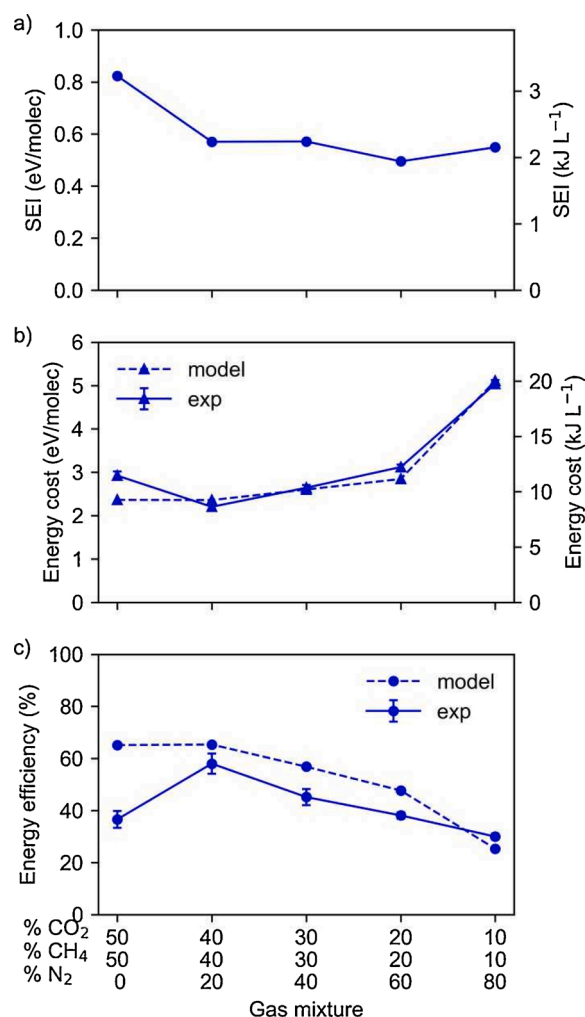 a)
1.0
0.8
0.6
0.4
0.2
0.0
SEI (eV/molec)
3
2
1
0
SEI (kJ L⁻¹)
b)
6
5
4
3
2
1
0
Energy cost (eV/molec)
model
exp
20
15
10
5
0
Energy cost (kJ L⁻¹)
c)
100
80
60
40
20
0
Energy efficiency (%)
model
exp
% CO₂ 50 40 30 20 10
% CH₄ 50 40 30 20 10
% N₂ 0 20 40 60 80
Gas mixture